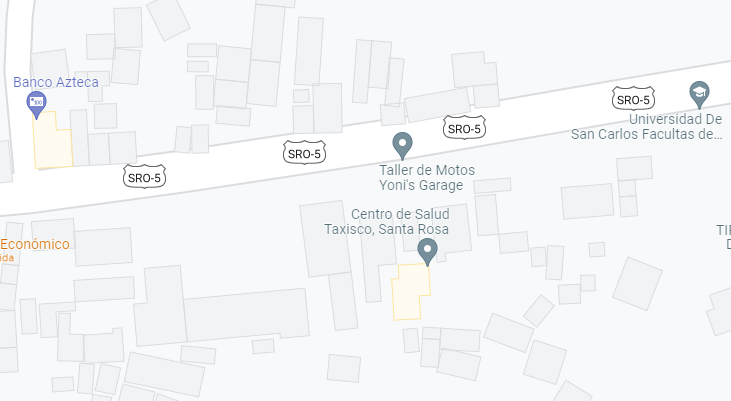 Banco Azteca
SRO-5
Universidad De
San Carlos Facultas de...
SRO-5
SRO-5
Taller de Motos
Yoni's Garage
SRO-5
Centro de Salud
Taxisco, Santa Rosa
Económico
ida